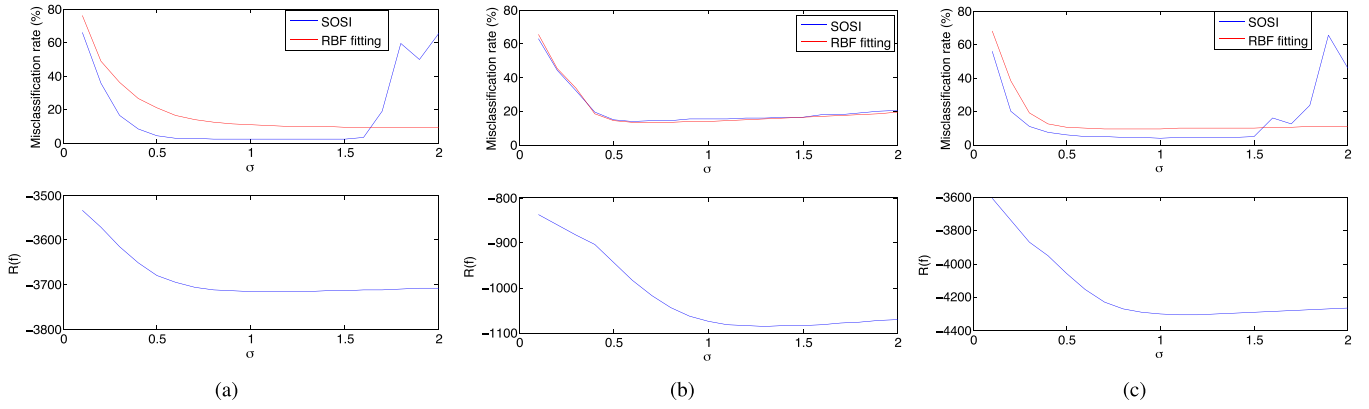 80
60
40
20
0
Misclassification rate (%)
SOSI
RBF fitting
0 0.5 1 1.5 2
σ
−3500
−3600
−3700
−3800
R(f)
0 0.5 1 1.5 2
σ
(a)
80
60
40
20
0
Misclassification rate (%)
SOSI
RBF fitting
0 0.5 1 1.5 2
σ
−800
−900
−1000
−1100
R(f)
0 0.5 1 1.5 2
σ
(b)
80
60
40
20
0
Misclassification rate (%)
SOSI
RBF fitting
0 0.5 1 1.5 2
σ
−3600
−3800
−4000
−4200
−4400
R(f)
0 0.5 1 1.5 2
σ
(c)